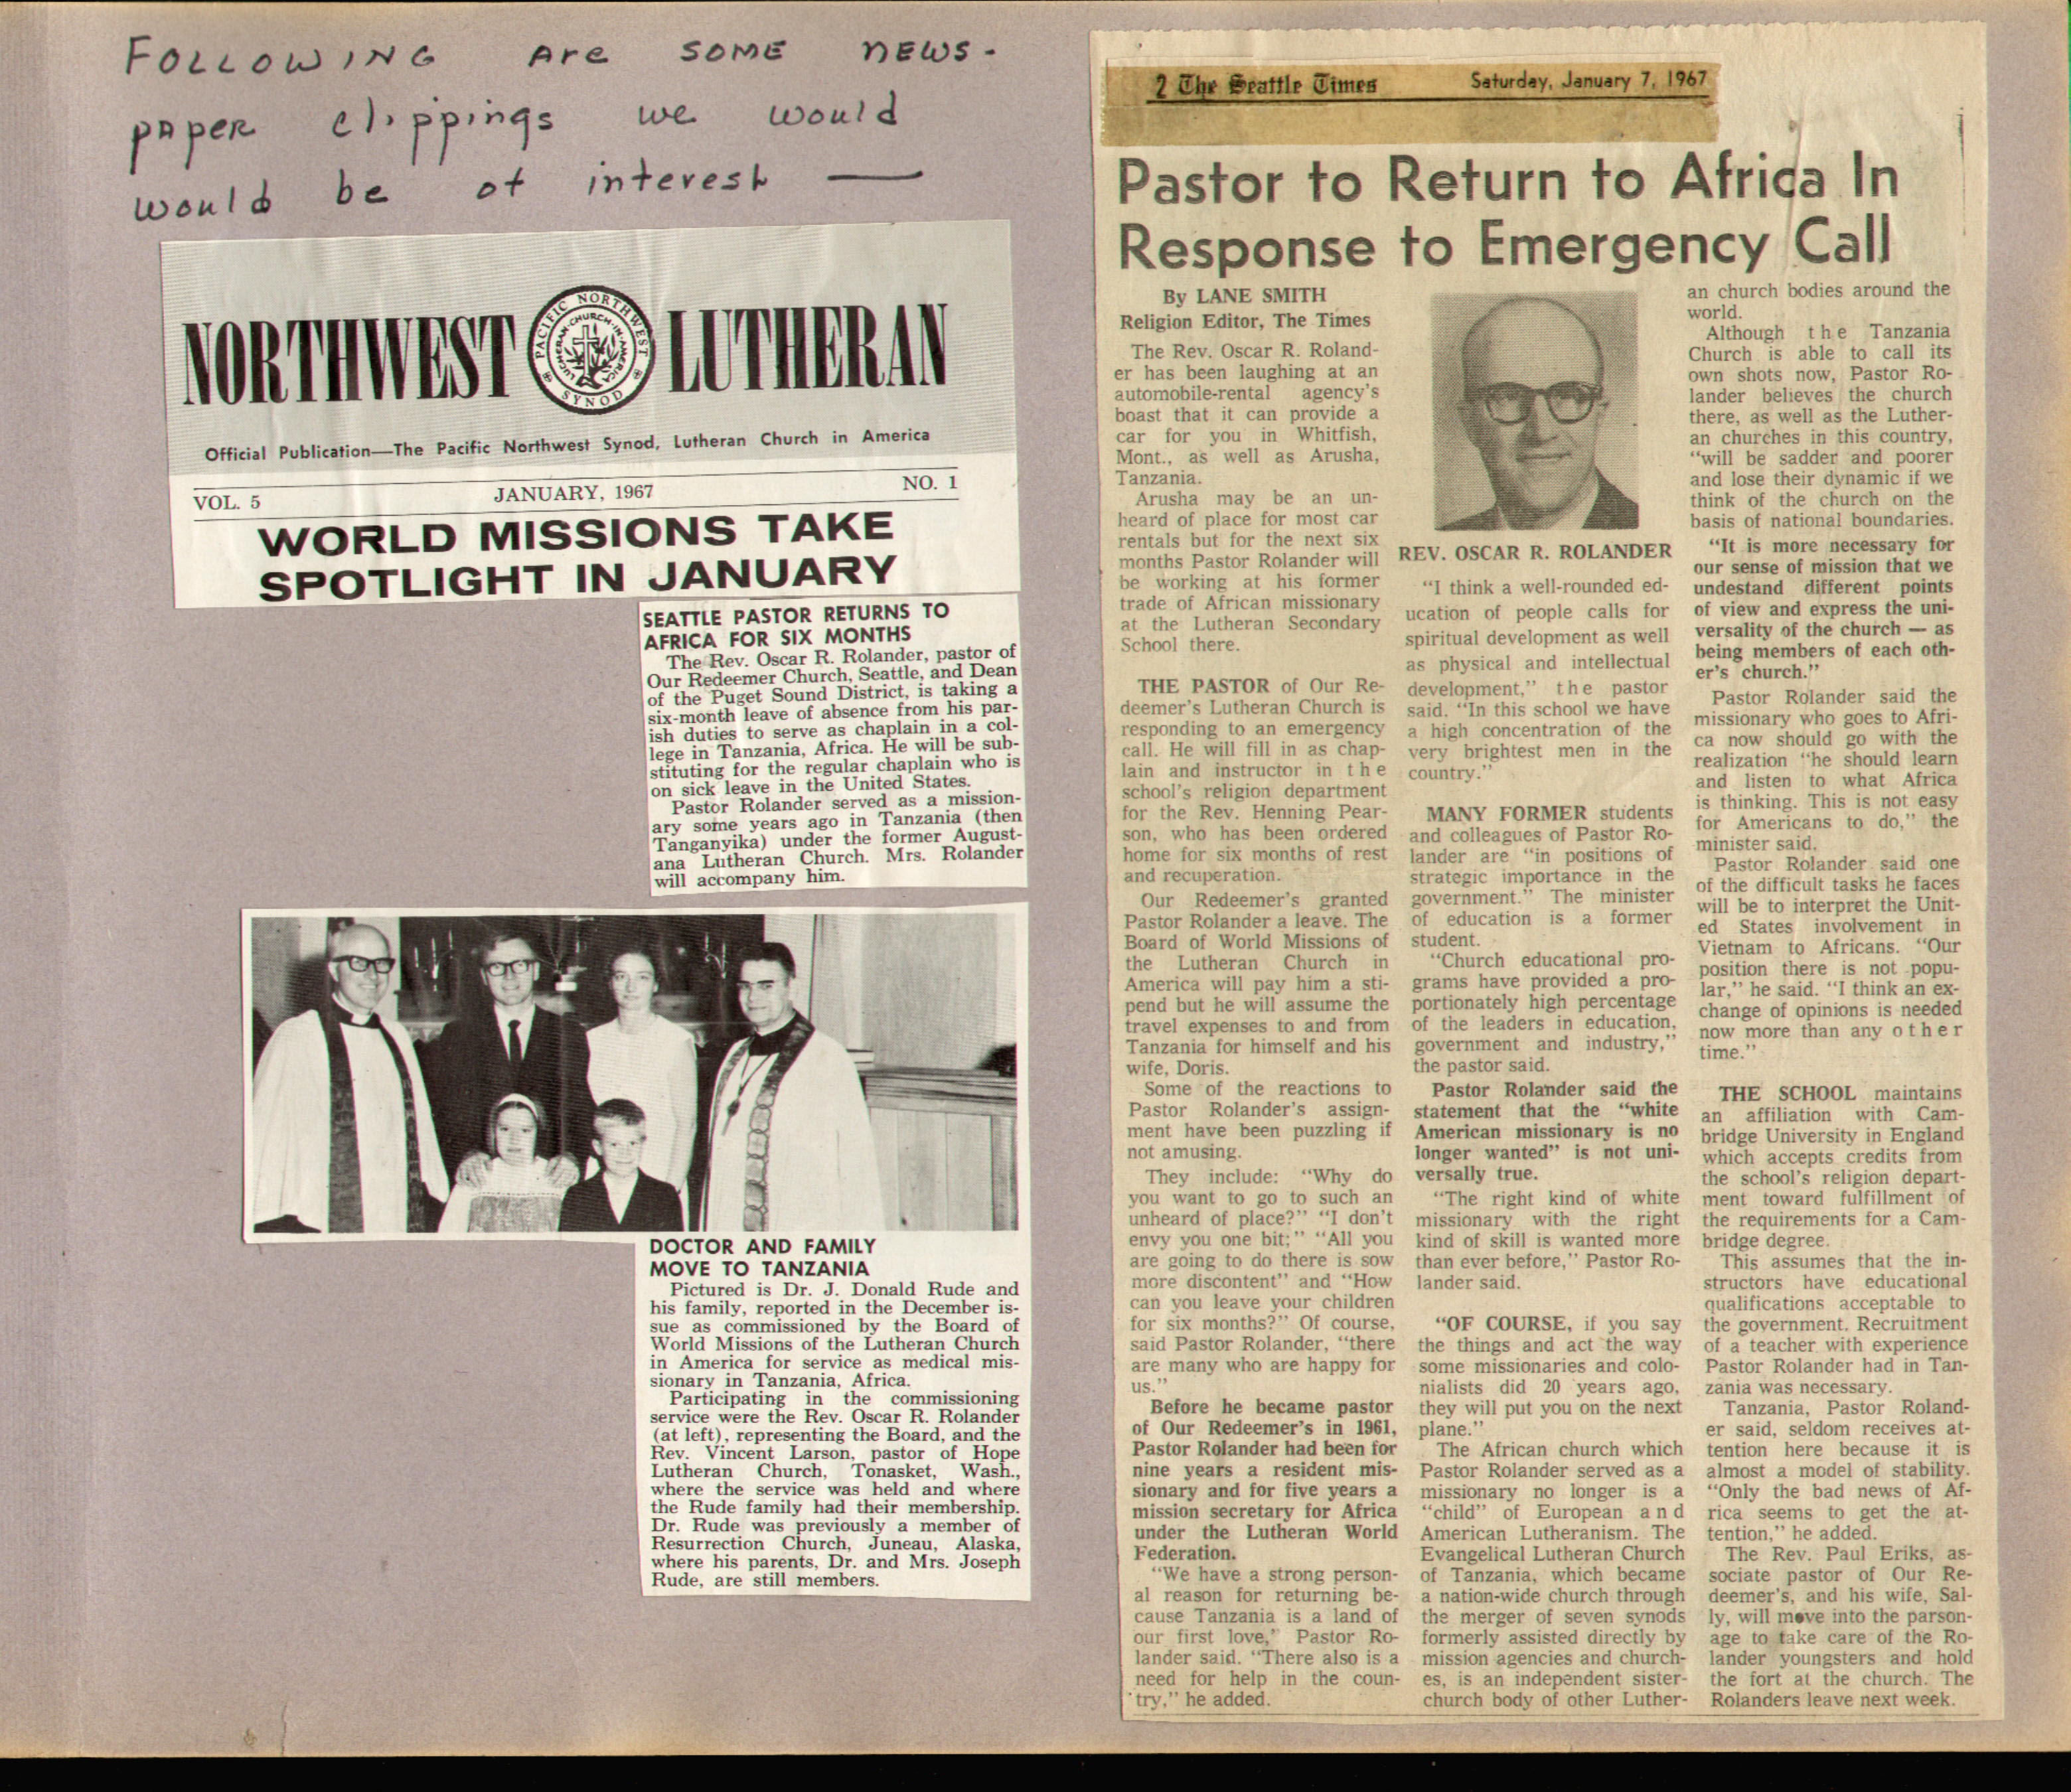 FOLLOWING Are SOME NEWS-
paper clippings we would
would be of interest —
NORTHWEST LUTHERAN
PACIFIC NORTHWEST SYNOD
LUTHERAN-CHURCH-IN-AMERICA
Official Publication—The Pacific Northwest Synod, Lutheran Church in America
VOL. 5 JANUARY, 1967 NO. 1
WORLD MISSIONS TAKE
SPOTLIGHT IN JANUARY
SEATTLE PASTOR RETURNS TO
AFRICA FOR SIX MONTHS
The Rev. Oscar R. Rolander, pastor of
Our Redeemer Church, Seattle, and Dean
of the Puget Sound District, is taking a
six-month leave of absence from his par-
ish duties to serve as chaplain in a col-
lege in Tanzania, Africa. He will be sub-
stituting for the regular chaplain who is
on sick leave in the United States.
Pastor Rolander served as a mission-
ary some years ago in Tanzania (then
Tanganyika) under the former August-
ana Lutheran Church. Mrs. Rolander
will accompany him.
DOCTOR AND FAMILY
MOVE TO TANZANIA
Pictured is Dr. J. Donald Rude and
his family, reported in the December is-
sue as commissioned by the Board of
World Missions of the Lutheran Church
in America for service as medical mis-
sionary in Tanzania, Africa.
Participating in the commissioning
service were the Rev. Oscar R. Rolander
(at left), representing the Board, and the
Rev. Vincent Larson, pastor of Hope
Lutheran Church, Tonasket, Wash.,
where the service was held and where
the Rude family had their membership.
Dr. Rude was previously a member of
Resurrection Church, Juneau, Alaska,
where his parents, Dr. and Mrs. Joseph
Rude, are still members.
2 The Seattle Times Saturday, January 7, 1967
Pastor to Return to Africa In
Response to Emergency Call
By LANE SMITH
Religion Editor, The Times
The Rev. Oscar R. Roland-
er has been laughing at an
automobile-rental agency's
boast that it can provide a
car for you in Whitfish,
Mont., as well as Arusha,
Tanzania.
Arusha may be an un-
heard of place for most car
rentals but for the next six
months Pastor Rolander will
be working at his former
trade of African missionary
at the Lutheran Secondary
School there.
THE PASTOR of Our Re-
deemer's Lutheran Church is
responding to an emergency
call. He will fill in as chap-
lain and instructor in the
school's religion department
for the Rev. Henning Pear-
son, who has been ordered
home for six months of rest
and recuperation.
Our Redeemer's granted
Pastor Rolander a leave. The
Board of World Missions of
the Lutheran Church in
America will pay him a sti-
pend but he will assume the
travel expenses to and from
Tanzania for himself and his
wife, Doris.
Some of the reactions to
Pastor Rolander's assign-
ment have been puzzling if
not amusing.
They include: "Why do
you want to go to such an
unheard of place?" "I don't
envy you one bit;" "All you
are going to do there is sow
more discontent" and "How
can you leave your children
for six months?" Of course,
said Pastor Rolander, "there
are many who are happy for
us."
Before he became pastor
of Our Redeemer's in 1961,
Pastor Rolander had been for
nine years a resident mis-
sionary and for five years a
mission secretary for Africa
under the Lutheran World
Federation.
"We have a strong person-
al reason for returning be-
cause Tanzania is a land of
our first love,' Pastor Ro-
lander said. "There also is a
need for help in the coun-
try," he added.
REV. OSCAR R. ROLANDER
"I think a well-rounded ed-
ucation of people calls for
spiritual development as well
as physical and intellectual
development," the pastor
said. "In this school we have
a high concentration of the
very brightest men in the
country."
MANY FORMER students
and colleagues of Pastor Ro-
lander are "in positions of
strategic importance in the
government." The minister
of education is a former
student.
"Church educational pro-
grams have provided a pro-
portionately high percentage
of the leaders in education,
government and industry,"
the pastor said.
Pastor Rolander said the
statement that the "white
American missionary is no
longer wanted" is not uni-
versally true.
"The right kind of white
missionary with the right
kind of skill is wanted more
than ever before," Pastor Ro-
lander said.
"OF COURSE, if you say
the things and act the way
some missionaries and colo-
nialists did 20 years ago,
they will put you on the next
plane."
The African church which
Pastor Rolander served as a
missionary no longer is a
"child" of European and
American Lutheranism. The
Evangelical Lutheran Church
of Tanzania, which became
a nation-wide church through
the merger of seven synods
formerly assisted directly by
mission agencies and church-
es, is an independent sister-
church body of other Luther-
an church bodies around the
world.
Although the Tanzania
Church is able to call its
own shots now, Pastor Ro-
lander believes the church
there, as well as the Luther-
an churches in this country,
"will be sadder and poorer
and lose their dynamic if we
think of the church on the
basis of national boundaries.
"It is more necessary for
our sense of mission that we
undestand different points
of view and express the uni-
versality of the church — as
being members of each oth-
er's church."
Pastor Rolander said the
missionary who goes to Afri-
ca now should go with the
realization "he should learn
and listen to what Africa
is thinking. This is not easy
for Americans to do," the
minister said.
Pastor Rolander said one
of the difficult tasks he faces
will be to interpret the Unit-
ed States involvement in
Vietnam to Africans. "Our
position there is not popu-
lar," he said. "I think an ex-
change of opinions is needed
now more than any other
time."
THE SCHOOL maintains
an affiliation with Cam-
bridge University in England
which accepts credits from
the school's religion depart-
ment toward fulfillment of
the requirements for a Cam-
bridge degree.
This assumes that the in-
structors have educational
qualifications acceptable to
the government. Recruitment
of a teacher with experience
Pastor Rolander had in Tan-
zania was necessary.
Tanzania, Pastor Roland-
er said, seldom receives at-
tention here because it is
almost a model of stability.
"Only the bad news of Af-
rica seems to get the at-
tention," he added.
The Rev. Paul Eriks, as-
sociate pastor of Our Re-
deemer's, and his wife, Sal-
ly, will move into the parson-
age to take care of the Ro-
lander youngsters and hold
the fort at the church. The
Rolanders leave next week.